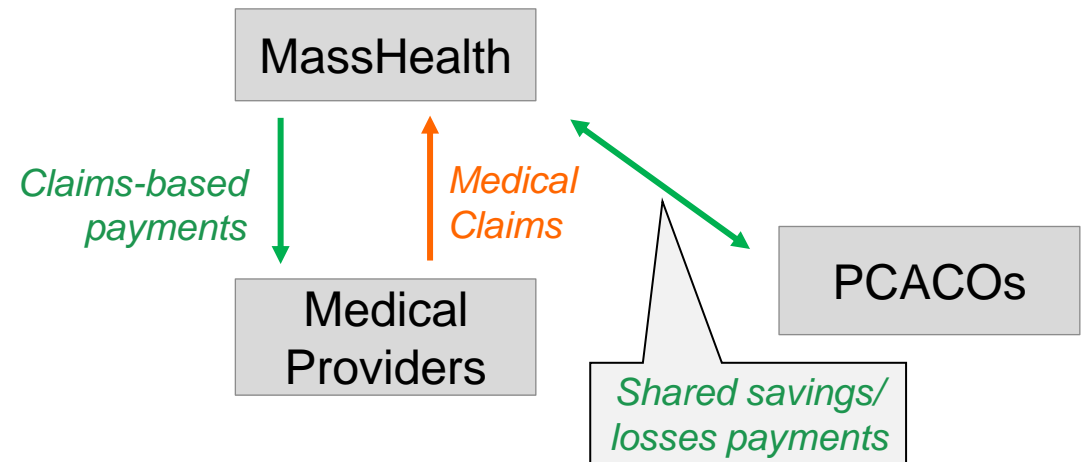 MassHealth
Claims-based
payments
Medical
Claims
Medical
Providers
PCACOs
Shared savings/
losses payments